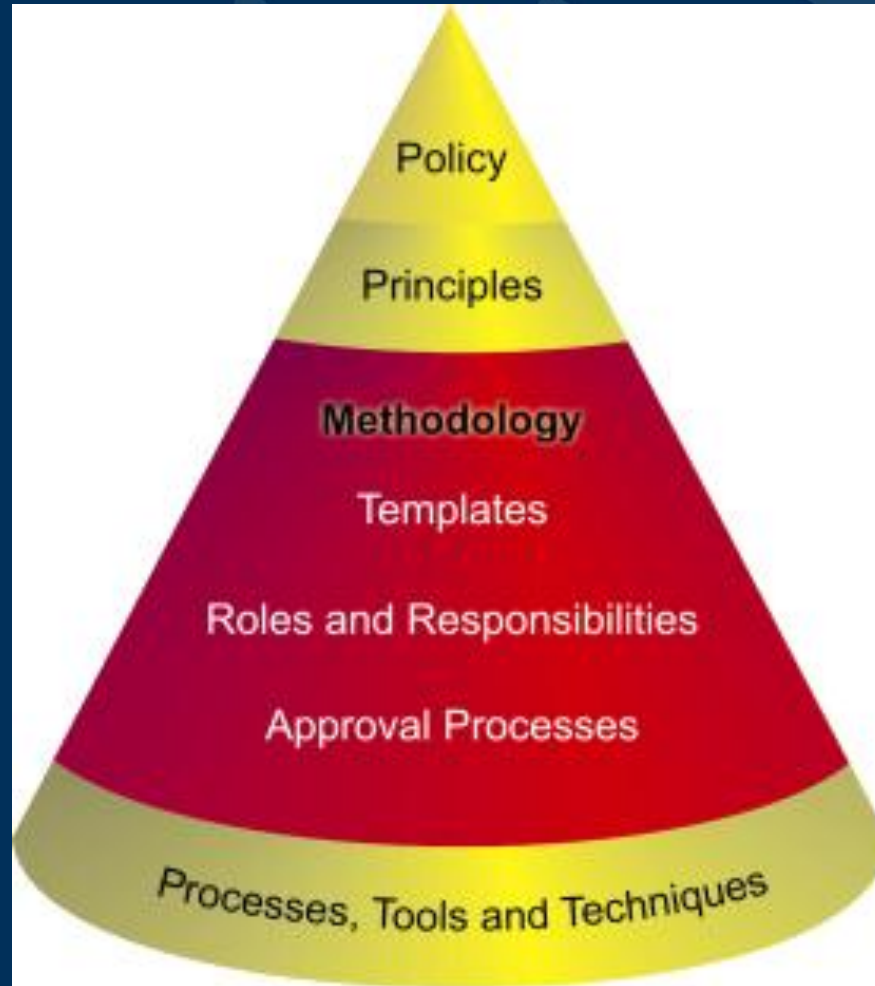 Policy
Principles
Methodology
Templates
Roles and Responsibilities
Approval Processes
Processes, Tools and Techniques